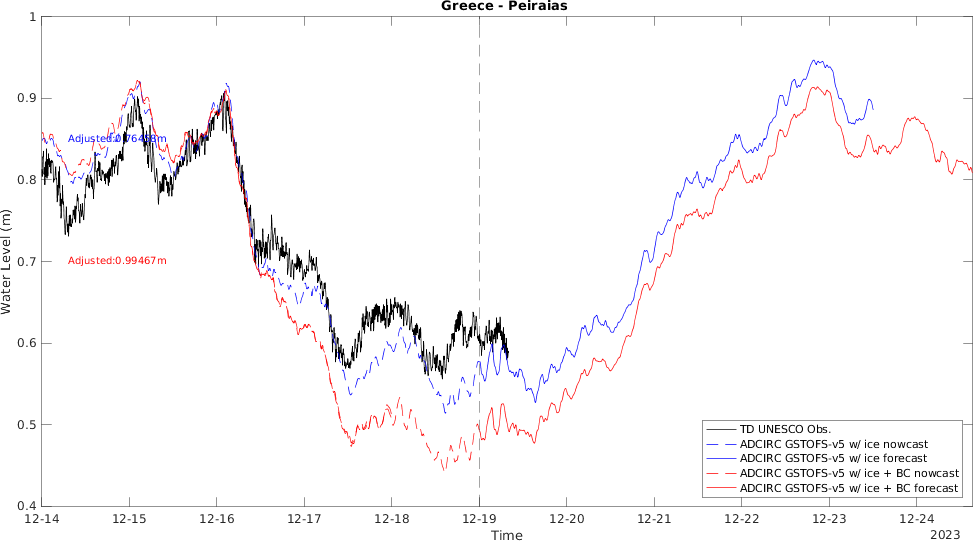 Greece - Peiraias
Water Level (m)
1
0.9
0.8
0.7
0.6
0.5
0.4
Adjusted:0.99467m
TD UNESCO Obs.
ADCIRC GSTOFS-v5 w/ ice nowcast
ADCIRC GSTOFS-v5 w/ ice forecast
ADCIRC GSTOFS-v5 w/ ice + BC nowcast
ADCIRC GSTOFS-v5 w/ ice + BC forecast
12-14 12-15 12-16 12-17 12-18 12-19 12-20 12-21 12-22 12-23 12-24
Time
2023